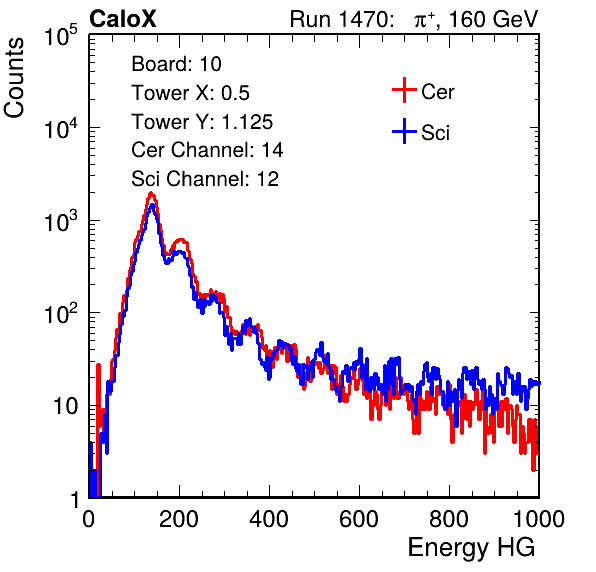 CaloX Run 1470: π⁺, 160 GeV
Counts
10⁵
10⁴
10³
10²
10
1
Board: 10
Tower X: 0.5
Tower Y: 1.125
Cer Channel: 14
Sci Channel: 12
Cer
Sci
0 200 400 600 800 1000
Energy HG